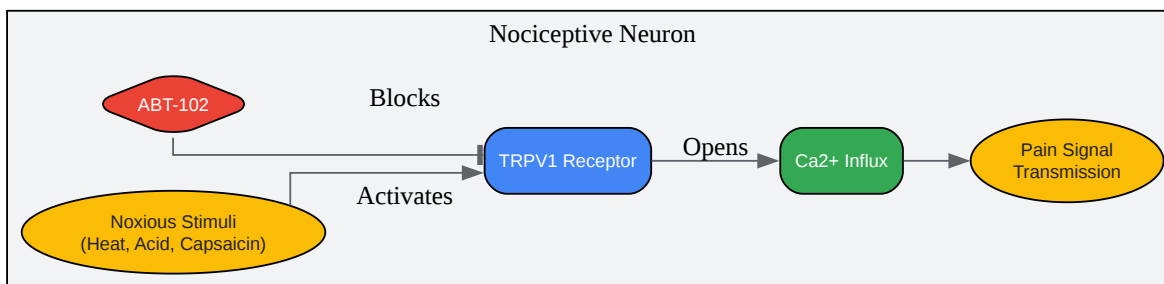 Nociceptive Neuron
ABT-102
Blocks
TRPV1 Receptor
Opens
Ca2+ Influx
Pain Signal
Transmission
Activates
Noxious Stimuli
(Heat, Acid, Capsaicin)